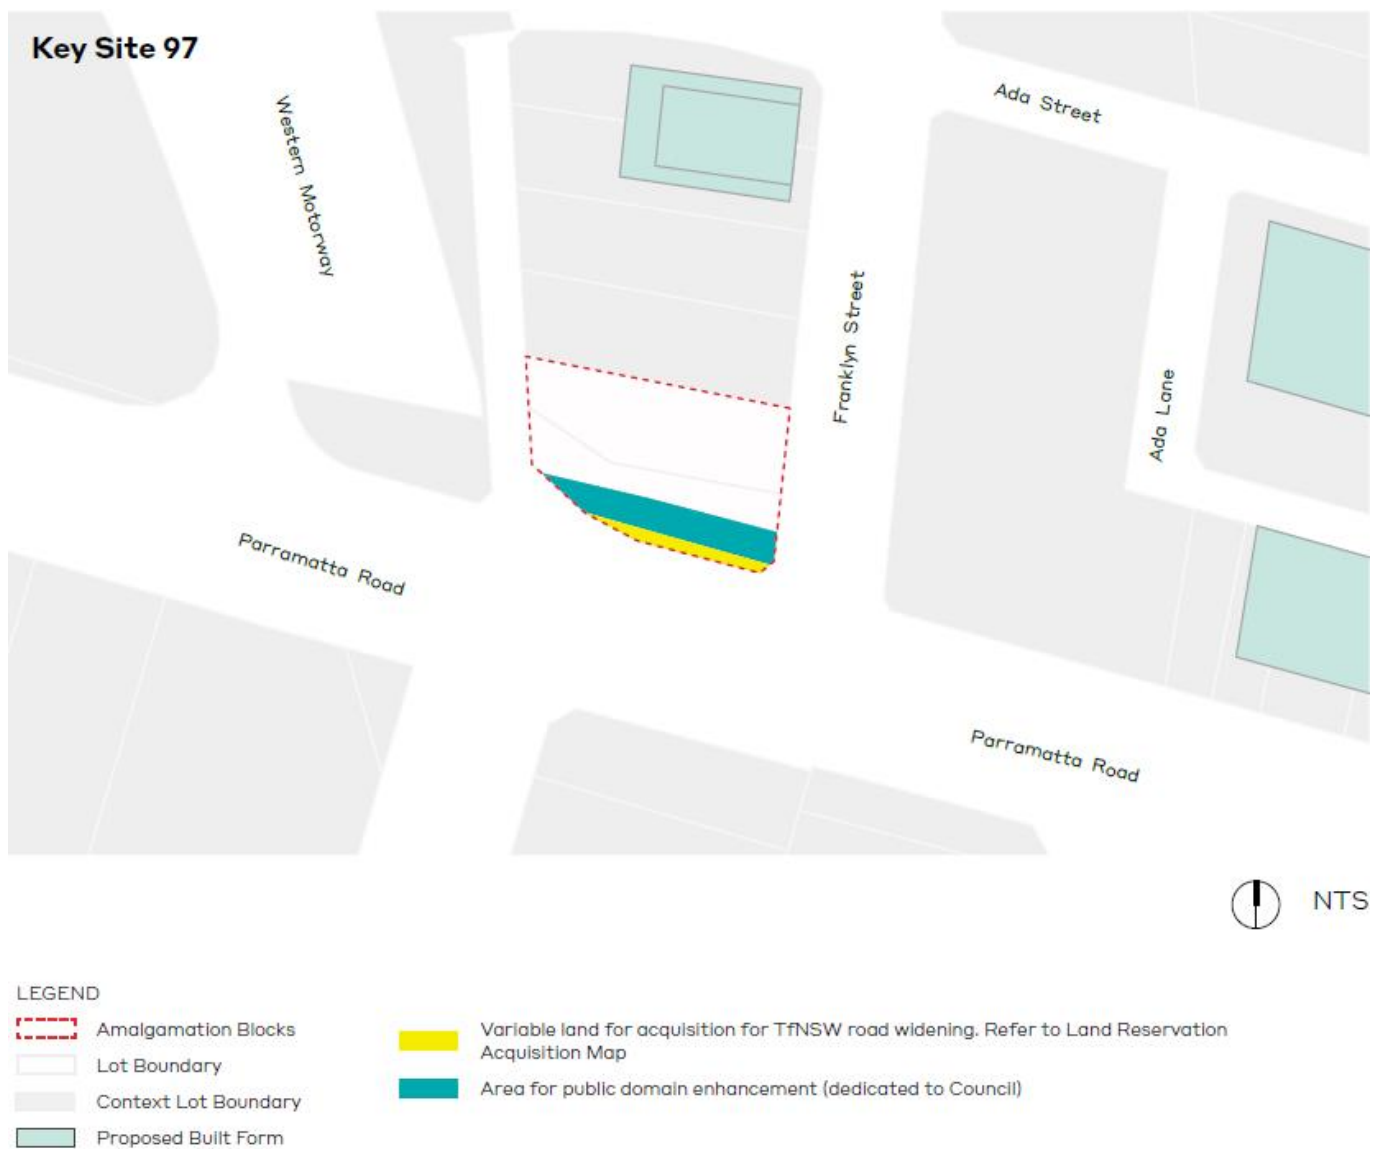 Key Site 97
Ada Street
Western Motorway
Franklyn Street
Ada Lane
Parramatta Road
Parramatta Road
NTS
LEGEND
Amalgamation Blocks
Lot Boundary
Context Lot Boundary
Proposed Built Form
Variable land for acquisition for TfNSW road widening. Refer to Land Reservation
Acquisition Map
Area for public domain enhancement (dedicated to Council)